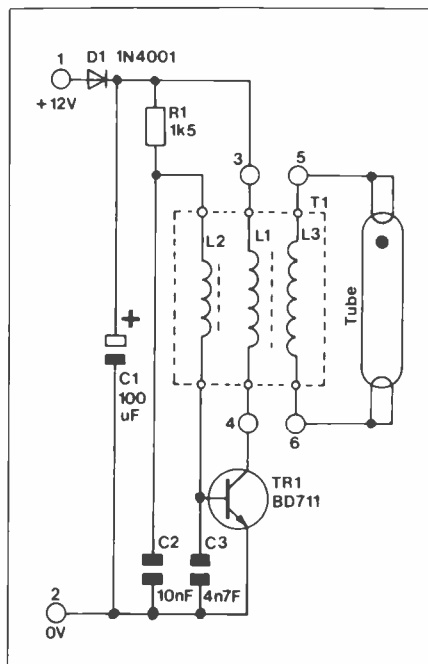 D1 1N4001
1
+12V
R1
1k5
3
5
T1
L2
L1
L3
Tube
+
C1
100
uF
4
6
TR1
BD711
C2
C3
10nF
4n7F
2
0V